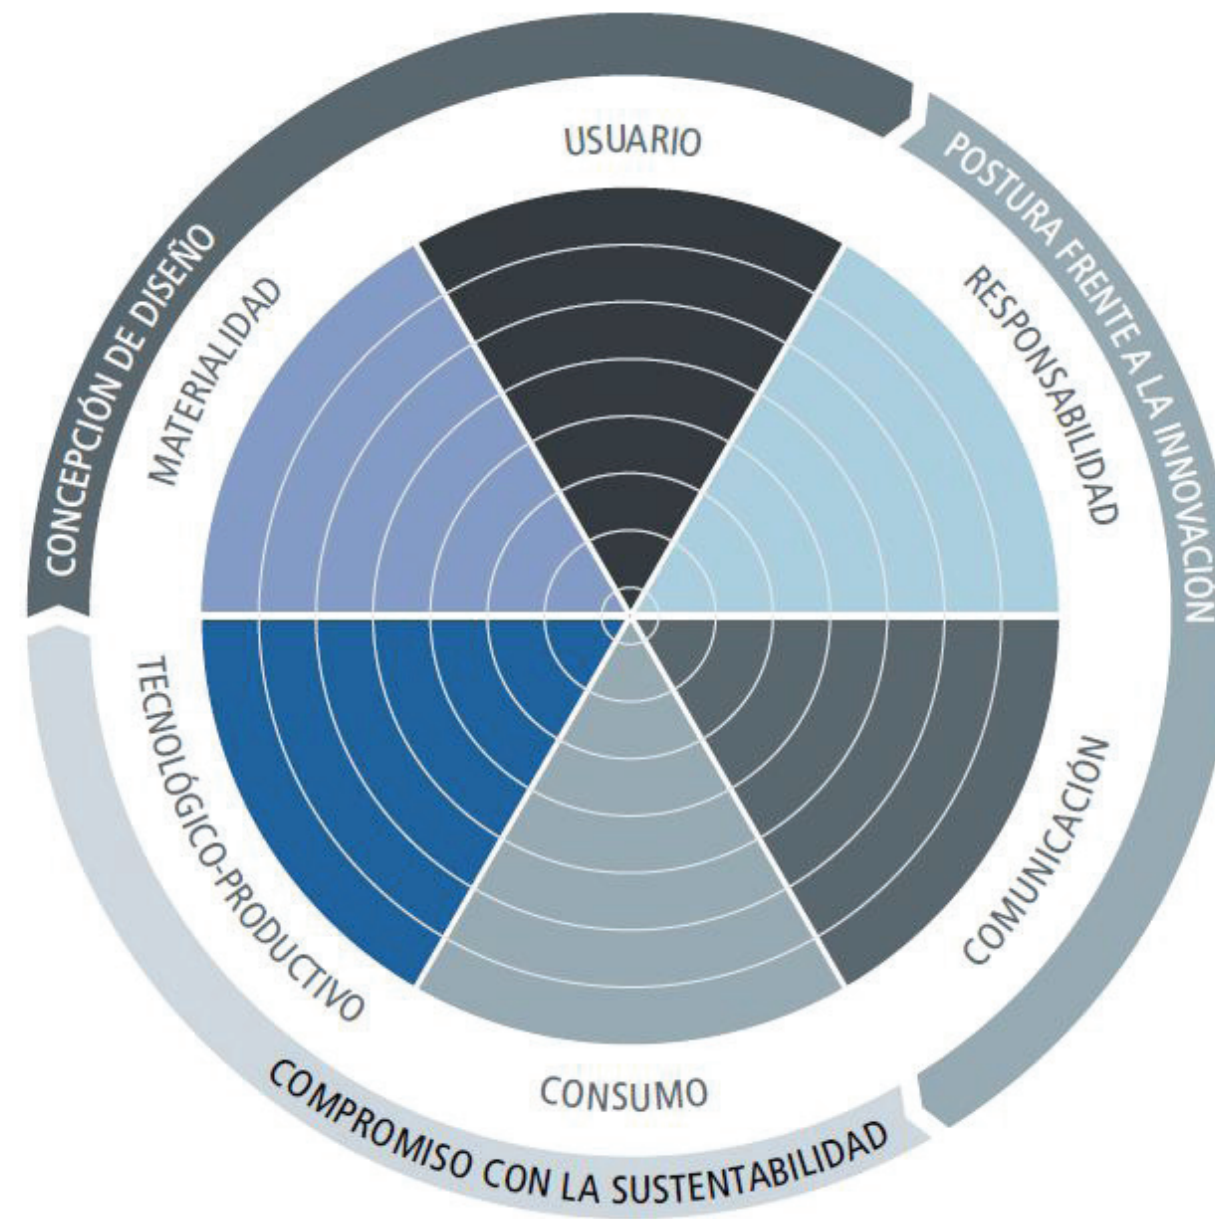 USUARIO
POSTURA FRENTE A LA INNOVACIÓN
RESPONSABILIDAD
CONCEPCIÓN DE DISEÑO
MATERIALIDAD
TECNOLÓGICO-PRODUCTIVO
COMUNICACIÓN
CONSUMO
COMPROMISO CON LA SUSTENTABILIDAD